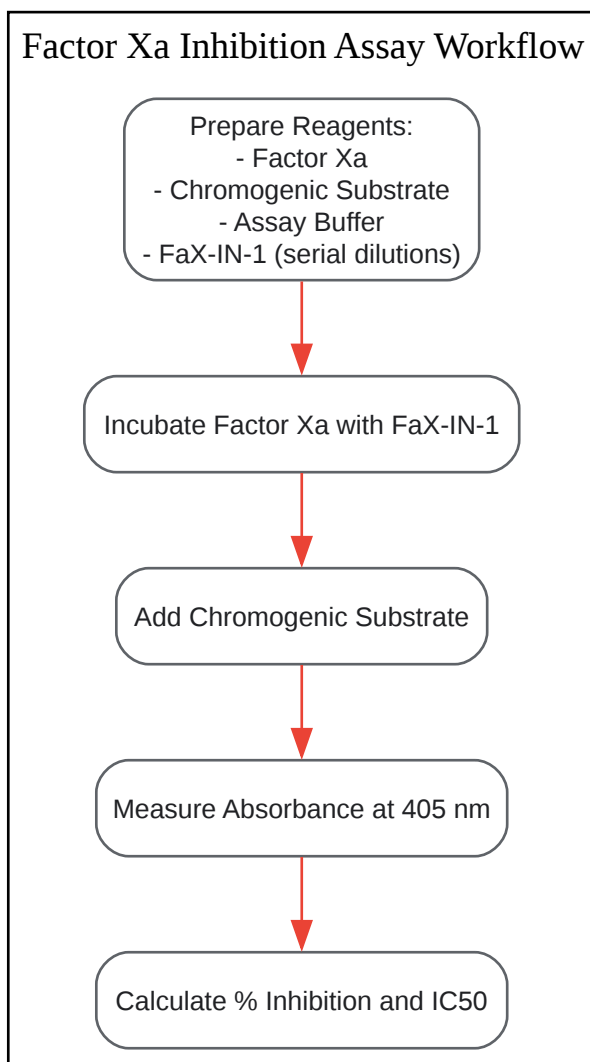 Factor Xa Inhibition Assay Workflow
Prepare Reagents:
- Factor Xa
- Chromogenic Substrate
- Assay Buffer
- FaX-IN-1 (serial dilutions)
Incubate Factor Xa with FaX-IN-1
Add Chromogenic Substrate
Measure Absorbance at 405 nm
Calculate % Inhibition and IC50